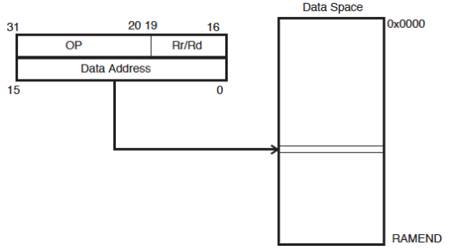 Data Space
31 20 19 16 0x0000
OP Rr/Rd
Data Address
15 0
RAMEND